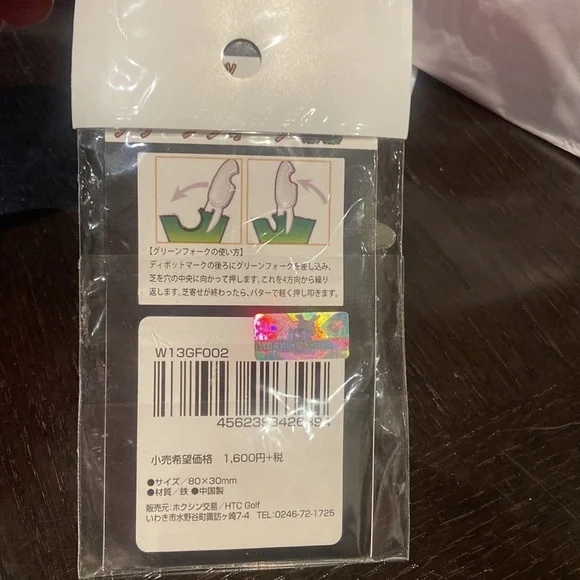 【グリーンフォークの使い方】
ディボットマークの後ろにグリーンフォークを差し込み、
芝を穴の中央に向かって押します。これを4方向から繰り
返します。芝寄せが終わったら、パターで軽く押し叩きます。
W13GF002
小売希望価格 1,600円+税
●サイズ／80×30mm
●材質／鉄 ●中国製
販売元：ホクシン交易／HTC Golf
いわき市水野谷町諏訪ヶ崎7-4 TEL：0246-72-1725